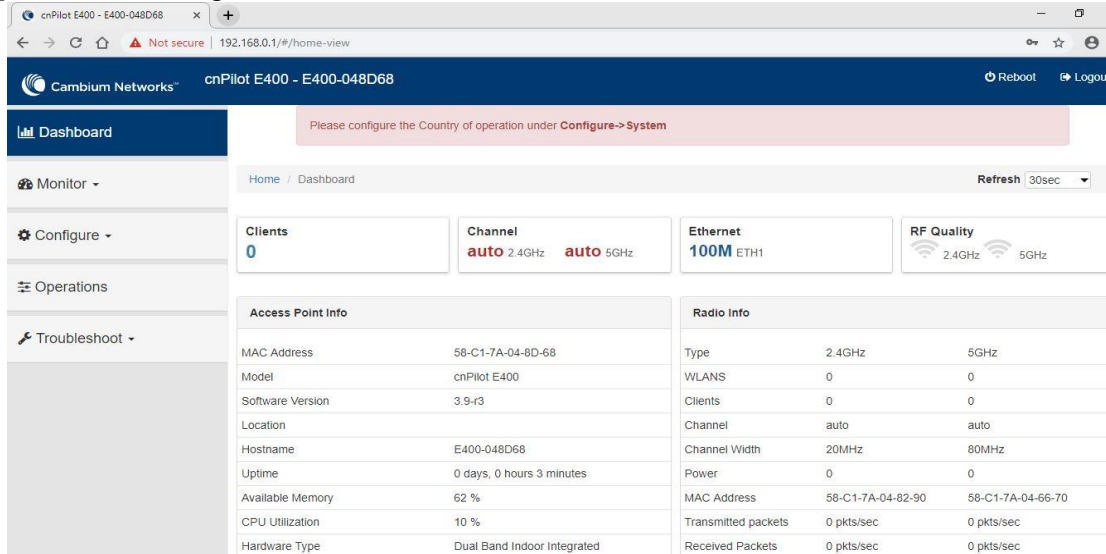 cnPilot E400 - E400-048D68
Not secure | 192.168.0.1/#/home-view
Cambium Networks™ cnPilot E400 - E400-048D68 Reboot Logou
Dashboard
Monitor
Configure
Operations
Troubleshoot
Please configure the Country of operation under Configure->System
Home / Dashboard Refresh 30sec
Clients
0
Channel
auto 2.4GHz auto 5GHz
Ethernet
100M ETH1
RF Quality
2.4GHz 5GHz
Access Point Info
MAC Address 58-C1-7A-04-8D-68
Model cnPilot E400
Software Version 3.9-r3
Location
Hostname E400-048D68
Uptime 0 days, 0 hours 3 minutes
Available Memory 62 %
CPU Utilization 10 %
Hardware Type Dual Band Indoor Integrated
Radio Info
Type 2.4GHz 5GHz
WLANS 0 0
Clients 0 0
Channel auto auto
Channel Width 20MHz 80MHz
Power 0 0
MAC Address 58-C1-7A-04-82-90 58-C1-7A-04-66-70
Transmitted packets 0 pkts/sec 0 pkts/sec
Received Packets 0 pkts/sec 0 pkts/sec